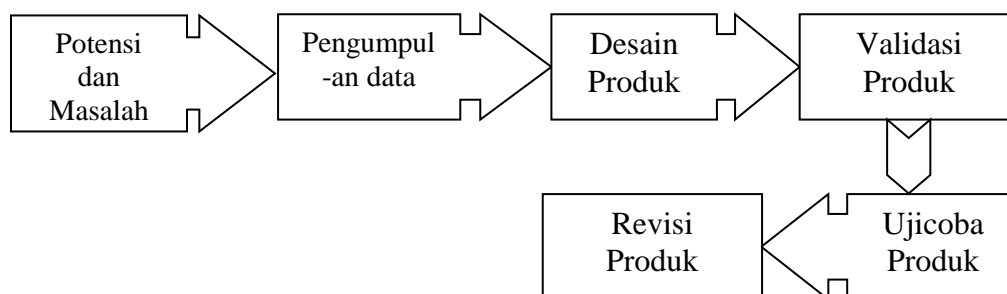 Potensi
dan
Masalah
Pengumpul
-an data
Desain
Produk
Validasi
Produk
Ujicoba
Produk
Revisi
Produk